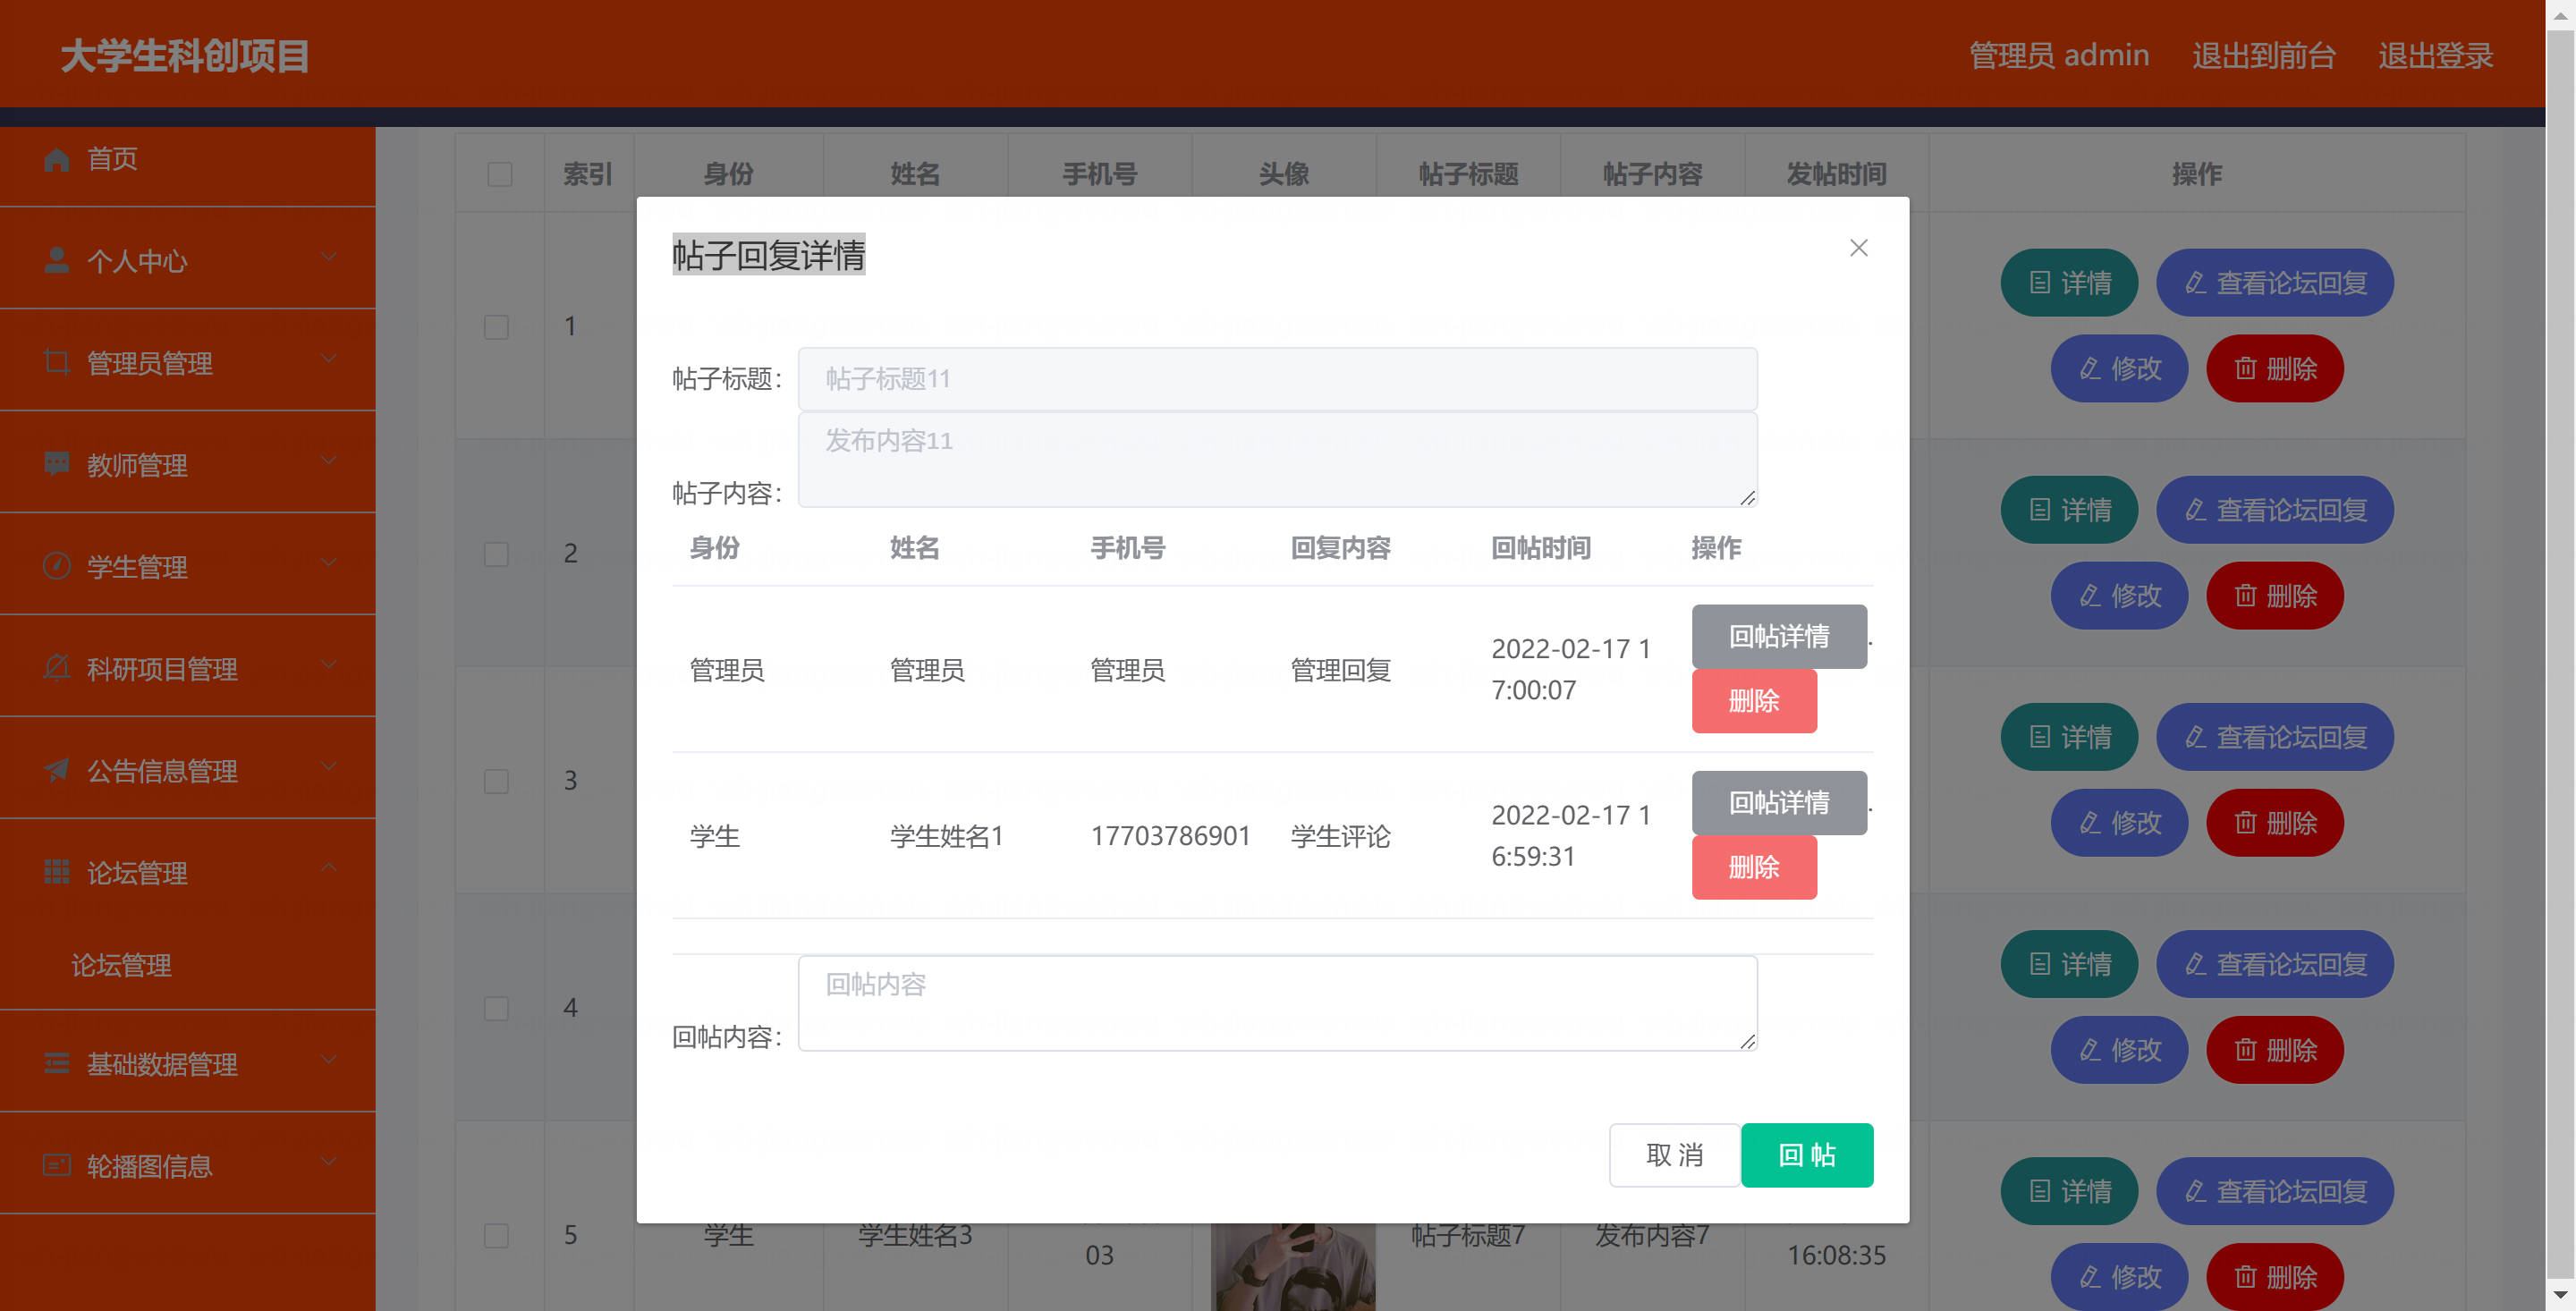 大学生科创项目
管理员 admin 退出到前台 退出登录
首页
个人中心
管理员管理
教师管理
学生管理
科研项目管理
公告信息管理
论坛管理
论坛管理
基础数据管理
轮播图信息
索引 身份 姓名 手机号 头像 帖子标题 帖子内容 发帖时间 操作
1 详情 查看论坛回复
修改 删除
2 详情 查看论坛回复
修改 删除
3 详情 查看论坛回复
修改 删除
4 详情 查看论坛回复
修改 删除
5 学生 学生姓名3 03 帖子标题7 发布内容7 16:08:35 详情 查看论坛回复
修改 删除
帖子回复详情
帖子标题: 帖子标题11
帖子内容: 发布内容11
身份 姓名 手机号 回复内容 回帖时间 操作
管理员 管理员 管理员 管理回复 2022-02-17 1
7:00:07 回帖详情 .
删除
学生 学生姓名1 17703786901 学生评论 2022-02-17 1
6:59:31 回帖详情 .
删除
回帖内容: 回帖内容
取 消 回 帖